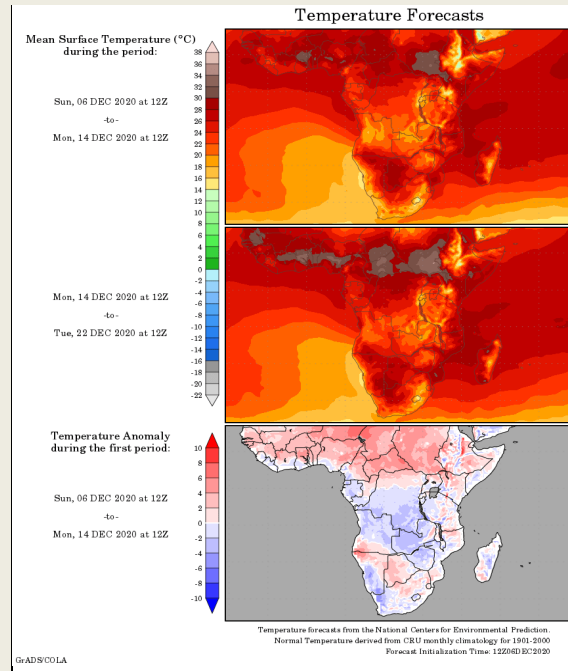 Temperature Forecasts
Mean Surface Temperature (°C)
during the period:
Sun, 06 DEC 2020 at 12Z
-to-
Mon, 14 DEC 2020 at 12Z
38
36
34
32
30
28
26
24
22
20
18
16
14
12
10
8
6
4
2
0
-2
-4
-6
-8
-10
-12
-14
-16
-18
-20
-22
Mon, 14 DEC 2020 at 12Z
-to-
Tue, 22 DEC 2020 at 12Z
Temperature Anomaly
during the first period:
Sun, 06 DEC 2020 at 12Z
-to-
Mon, 14 DEC 2020 at 12Z
10
8
6
4
2
0
-2
-4
-6
-8
-10
Temperature forecasts from the National Centers for Environmental Prediction.
Normal Temperature derived from CRU monthly climatology for 1901-2000
Forecast Initialization Time: 12Z06DEC2020
GrADS/COLA